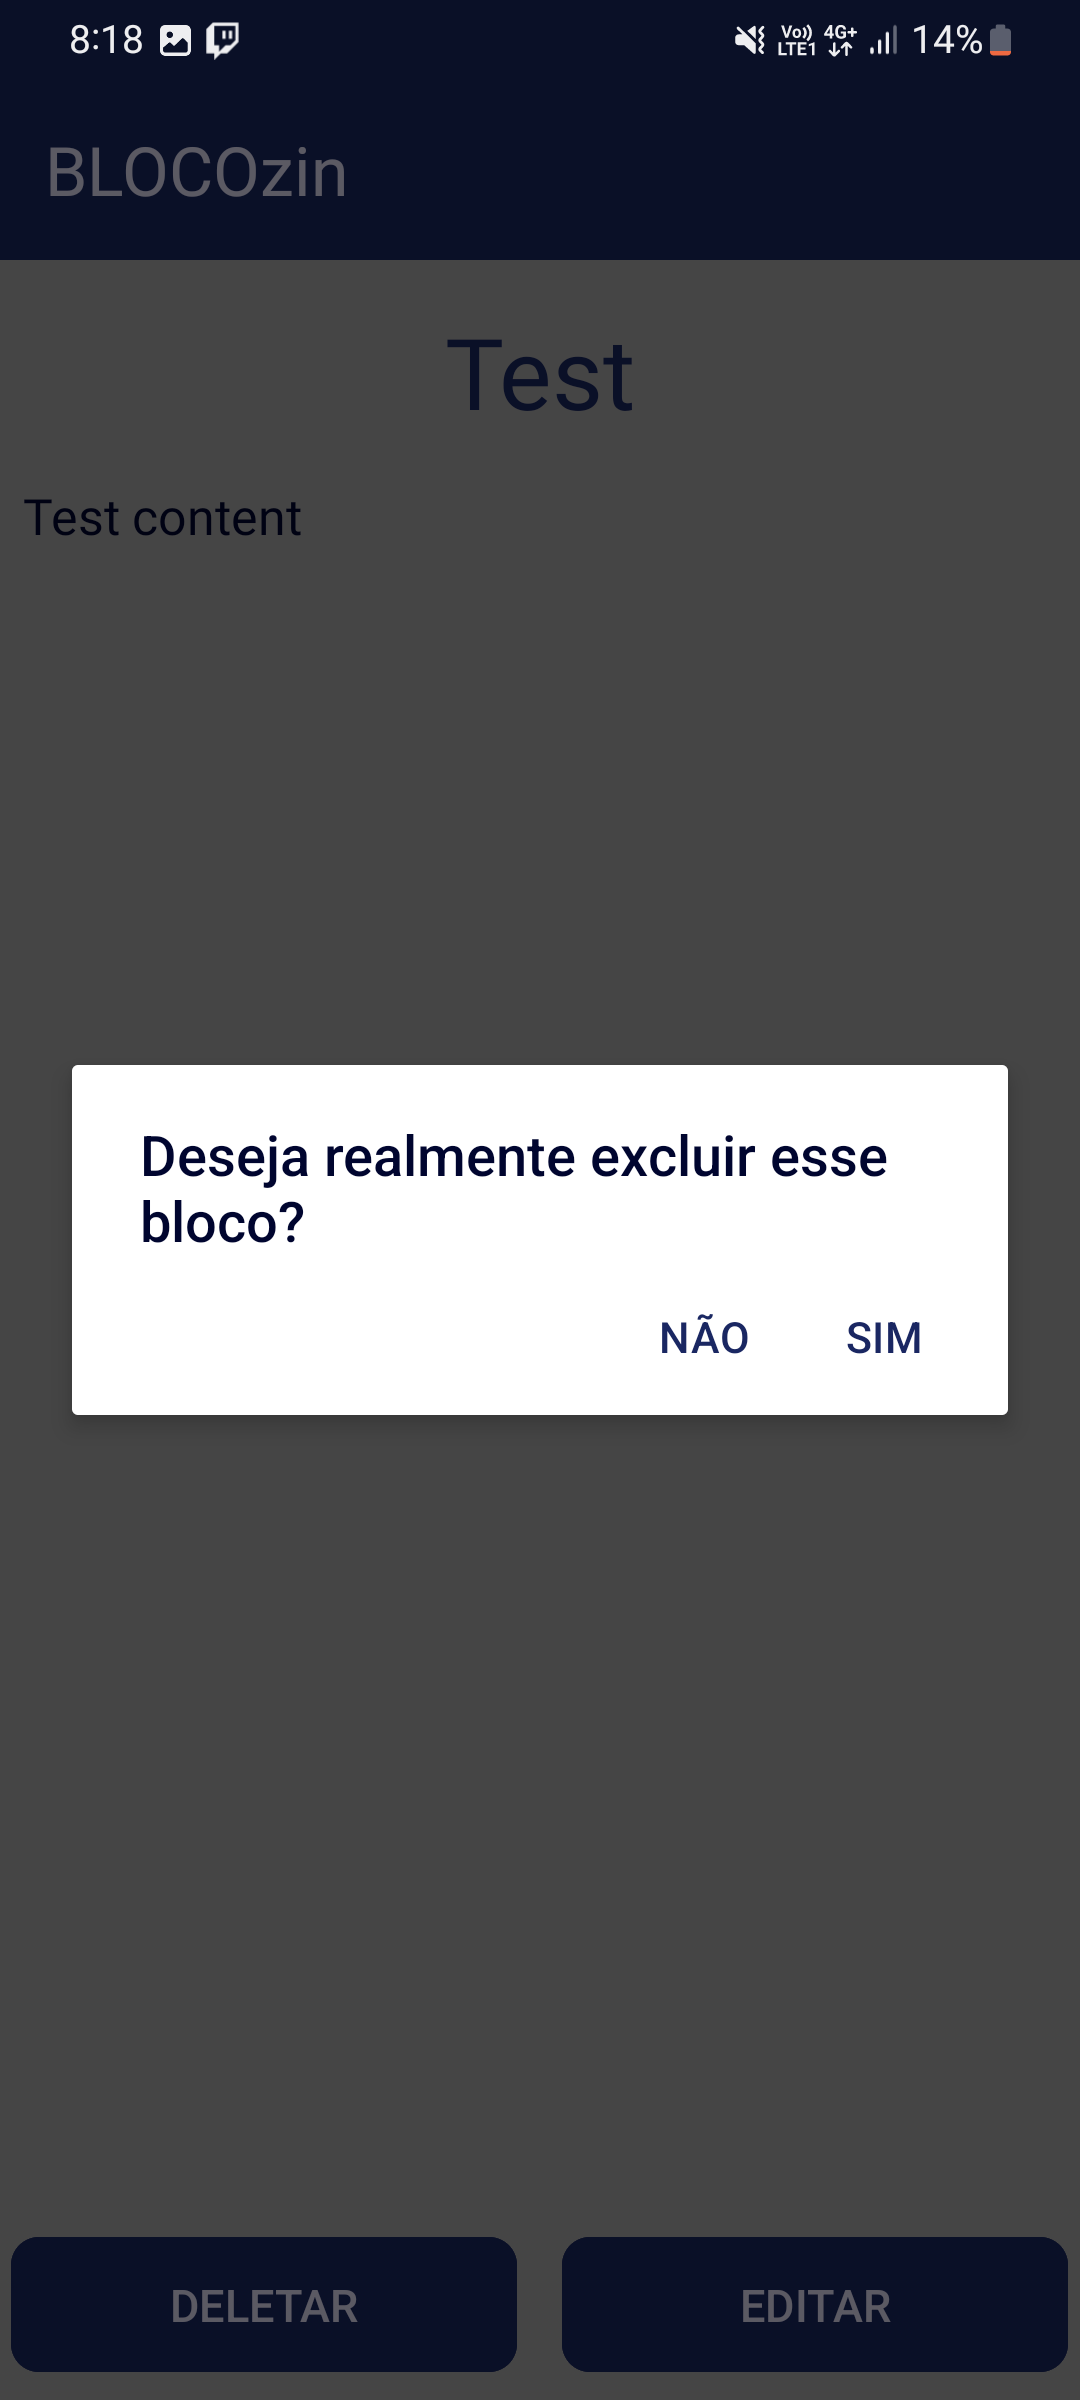 8:18 Vo)) LTE1 4G+ 14%
BLOCOzin
Test
Test content
Deseja realmente excluir esse
bloco?
NÃO SIM
DELETAR EDITAR